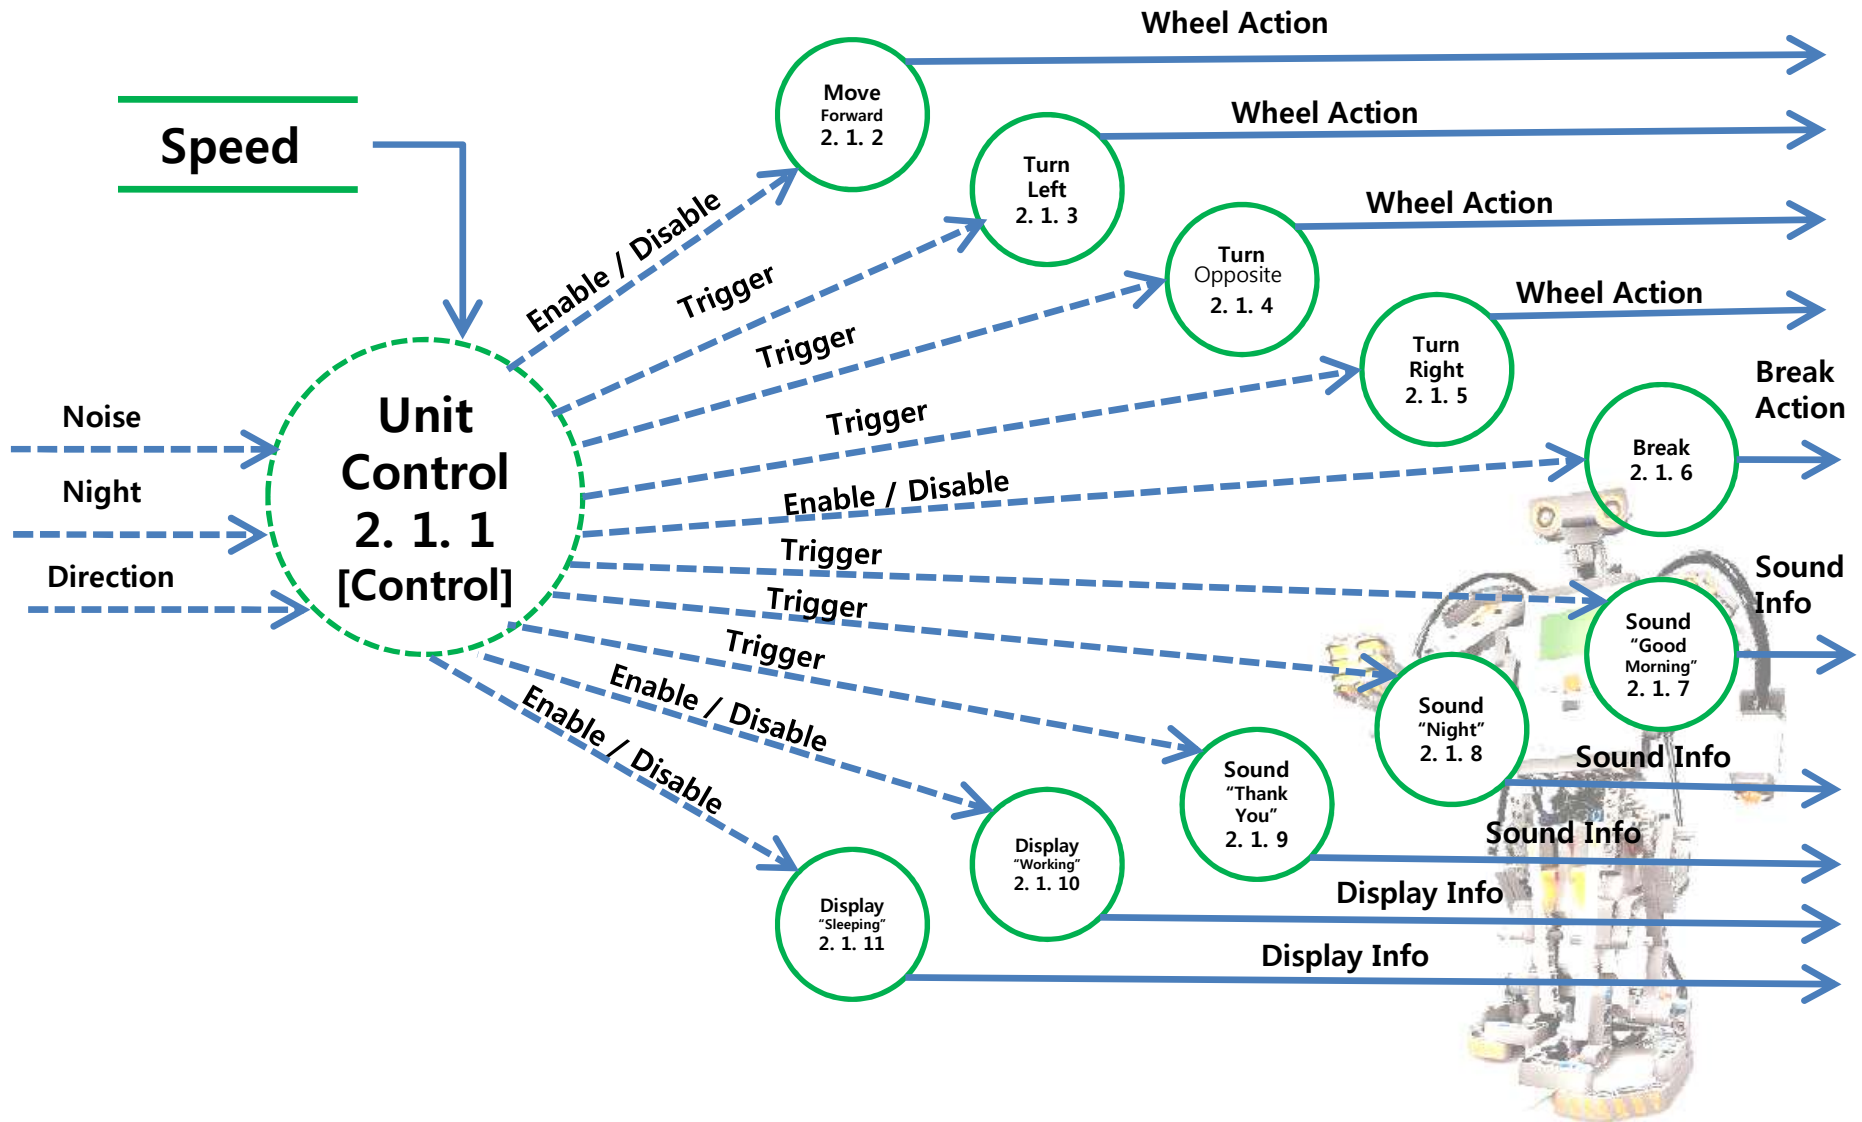 Wheel Action
Move
Forward
2. 1. 2
Wheel Action
Speed
Turn
Left
2. 1. 3
Wheel Action
Enable / Disable
Trigger
Turn
Opposite
2. 1. 4
Wheel Action
Trigger
Turn
Right
2. 1. 5
Break
Action
Trigger
Noise
Night
Direction
Unit
Control
2. 1. 1
[Control]
Enable / Disable
Break
2. 1. 6
Trigger
Sound
Info
Trigger
Sound
“Good
Morning”
2. 1. 7
Trigger
Sound
“Night”
2. 1. 8
Sound Info
Enable / Disable
Enable / Disable
Sound
“Thank
You”
2. 1. 9
Sound Info
Display
“Working”
2. 1. 10
Display Info
Display
“Sleeping”
2. 1. 11
Display Info